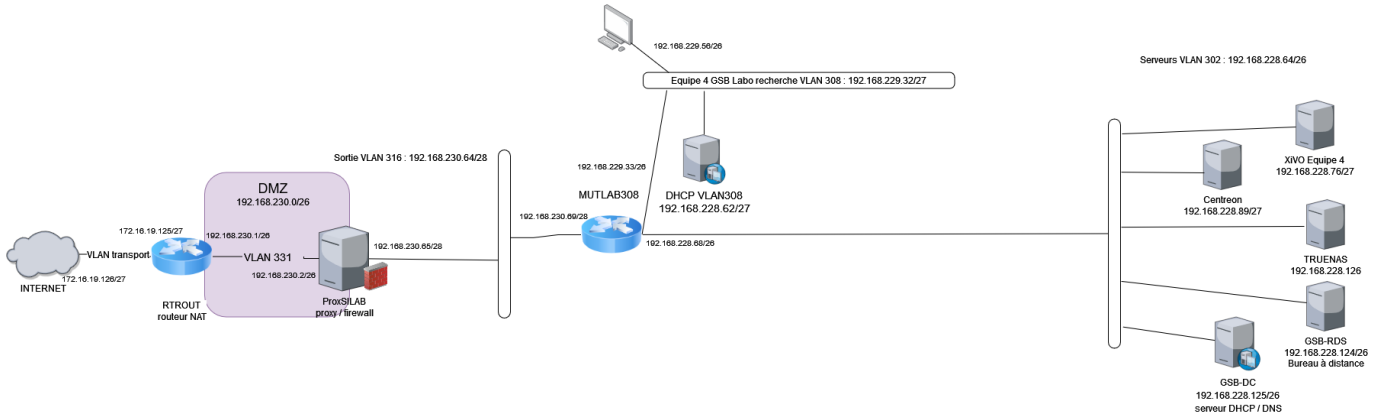 192.168.229.56/26
Equipe 4 GSB Labo recherche VLAN 308 : 192.168.229.32/27
Serveurs VLAN 302 : 192.168.228.64/26
Sortie VLAN 316 : 192.168.230.64/28
192.168.229.33/26
DHCP VLAN308
192.168.228.62/27
MUTLAB308
192.168.230.69/28
192.168.228.68/26
DMZ
192.168.230.0/26
172.16.19.125/27
192.168.230.1/26
192.168.230.65/28
VLAN transport
VLAN 331
172.16.19.126/27
192.168.230.2/26
INTERNET
RTROUT
routeur NAT
ProxSILAB
proxy / firewall
XiVO Equipe 4
192.168.228.76/27
Centreon
192.168.228.89/27
TRUENAS
192.168.228.126
GSB-RDS
192.168.228.124/26
Bureau à distance
GSB-DC
192.168.228.125/26
serveur DHCP / DNS